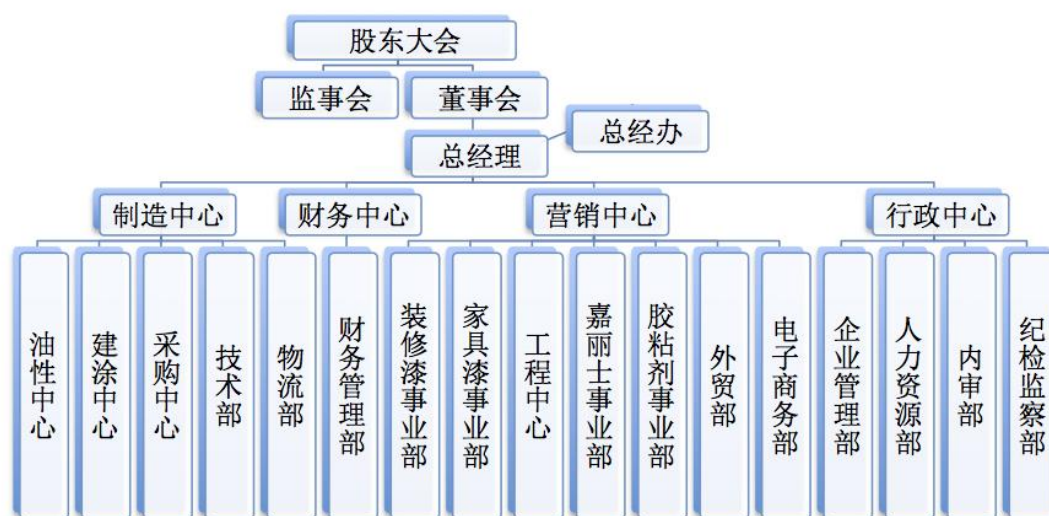 股东大会
监事会
董事会
总经办
总经理
制造中心
财务中心
营销中心
行政中心
油性中心
建涂中心
采购中心
技术部
物流部
财务管理部
装修漆事业部
家具漆事业部
工程中心
嘉丽士事业部
胶粘剂事业部
外贸部
电子商务部
企业管理部
人力资源部
内审部
纪检监察部